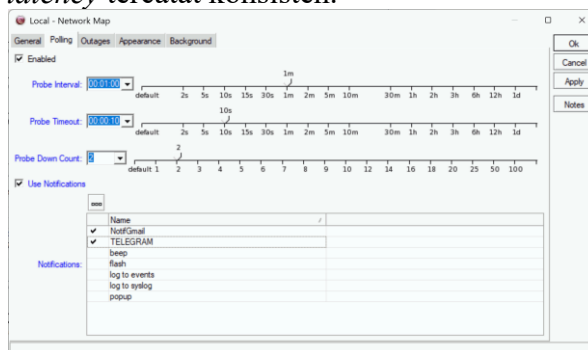 latency tercatat konsisten.
Local - Network Map
General Polling Outages Appearance Background
Ok
Cancel
Apply
Notes
Enabled
1m
Probe Interval: 00:01:00
default 2s 5s 10s 15s 30s 1m 2m 5m 10m 30m 1h 2h 3h 6h 12h 1d
10s
Probe Timeout: 00:00:10
default 2s 5s 10s 15s 30s 1m 2m 5m 10m 30m 1h 2h 3h 6h 12h 1d
2
Probe Down Count: 2
default 1 2 3 4 5 6 7 8 9 10 12 14 16 18 20 25 50 100
Use Notifications
Name
NotifGmail
TELEGRAM
beep
Notifications: flash
log to events
log to syslog
popup